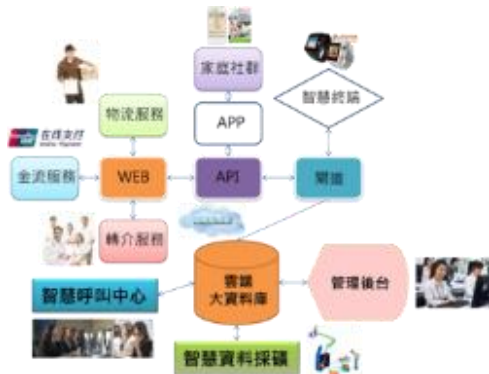 家庭社群
智慧終端
物流服務
APP
在线支付
Online Payment
金流服務
WEB
API
閘道
轉介服務
雲端
大資料庫
管理後台
智慧呼叫中心
智慧資料採礦